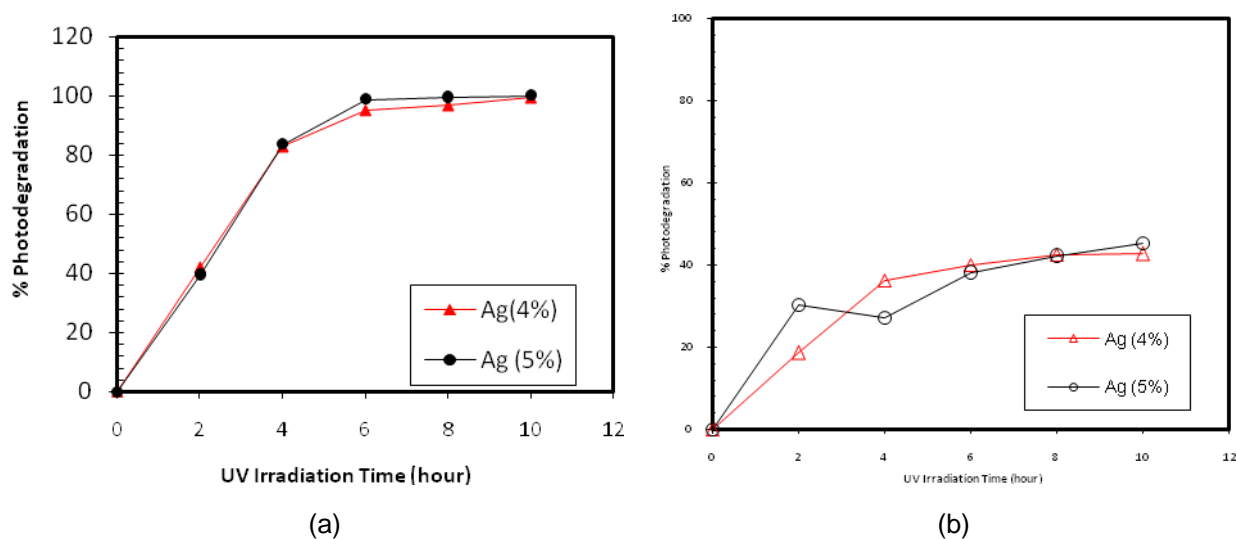 120
100
80
60
40
20
0
% Photodegradation
0 2 4 6 8 10 12
UV Irradiation Time (hour)
Ag(4%)
Ag (5%)
(a)
100
80
60
40
20
0
% Photodegradation
0 2 4 6 8 10 12
UV Irradiation Time (hour)
Ag (4%)
Ag (5%)
(b)